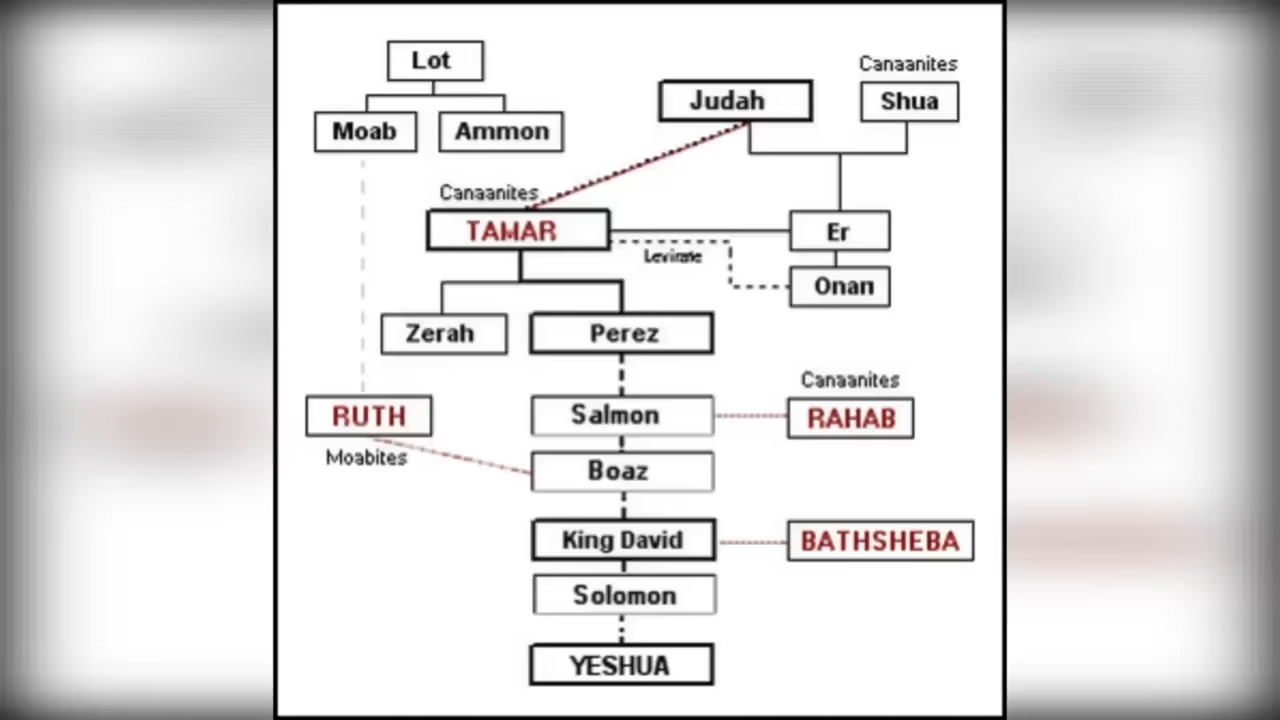 Lot
Canaanites
Judah
Shua
Moab
Ammon
Canaanites
TAMAR
Er
Levirate
Onan
Zerah
Perez
Canaanites
RUTH
Salmon
RAHAB
Moabites
Boaz
King David
BATHSHEBA
Solomon
YESHUA